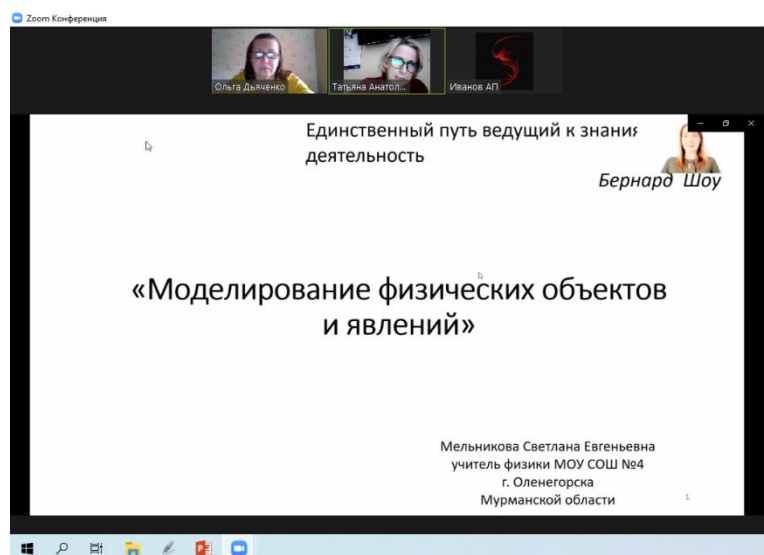 Zoom Конференция
Ольга Дьяченко
Татьяна Анатол...
Иванов АП
Единственный путь ведущий к знания
деятельность
Бернард Шоу
«Моделирование физических объектов
и явлений»
Мельникова Светлана Евгеньевна
учитель физики МОУ СОШ №4
г. Оленегорска
Мурманской области
1